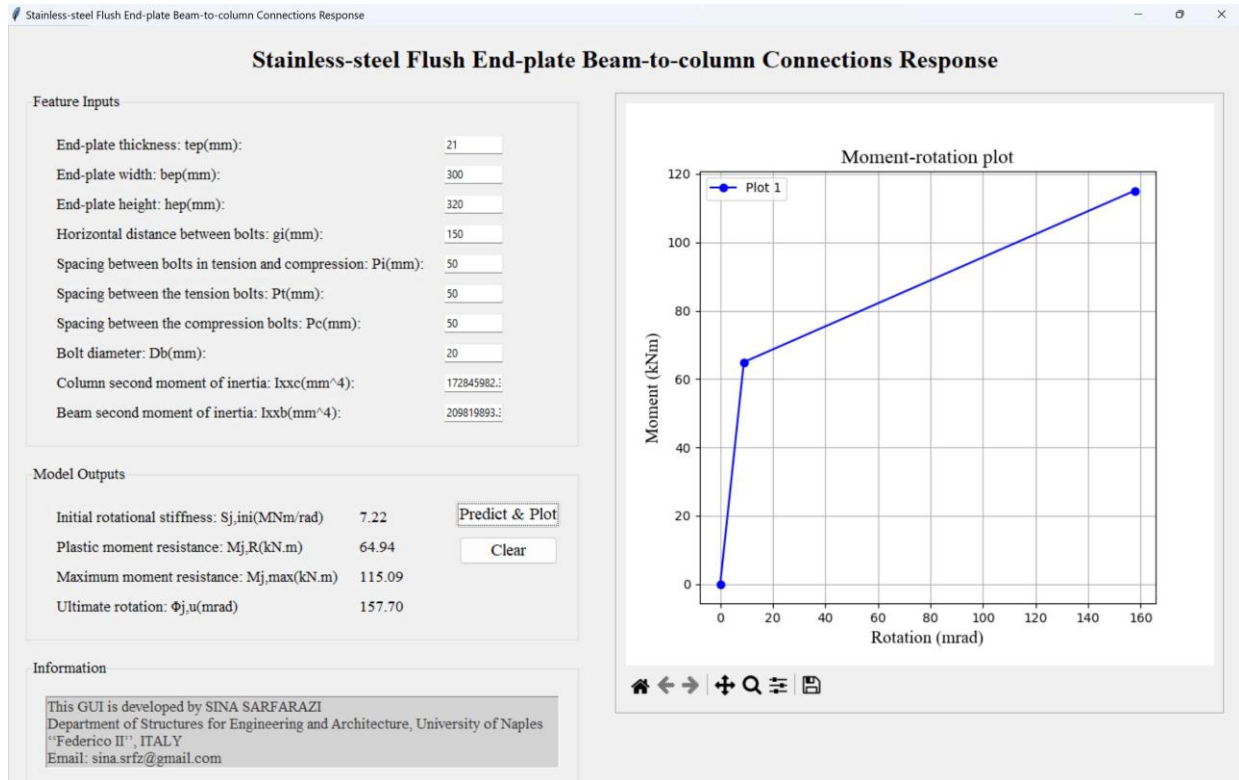 Stainless-steel Flush End-plate Beam-to-column Connections Response
Stainless-steel Flush End-plate Beam-to-column Connections Response
Feature Inputs
End-plate thickness: tep(mm): 21
End-plate width: bep(mm): 300
End-plate height: hep(mm): 320
Horizontal distance between bolts: gi(mm): 150
Spacing between bolts in tension and compression: Pi(mm): 50
Spacing between the tension bolts: Pt(mm): 50
Spacing between the compression bolts: Pc(mm): 50
Bolt diameter: Db(mm): 20
Column second moment of inertia: Ixxc(mm^4): 172845982.3
Beam second moment of inertia: Ixxb(mm^4): 209819893.3
Model Outputs
Initial rotational stiffness: Sj,ini(MNm/rad) 7.22
Plastic moment resistance: Mj,R(kN.m) 64.94
Maximum moment resistance: Mj,max(kN.m) 115.09
Ultimate rotation: Φj,u(mrad) 157.70
Predict & Plot
Clear
Information
This GUI is developed by SINA SARFARAZI
Department of Structures for Engineering and Architecture, University of Naples
‘‘Federico II’’, ITALY
Email: sina.srfz@gmail.com
Moment-rotation plot
Plot 1
Moment (kNm)
120
100
80
60
40
20
0
0 20 40 60 80 100 120 140 160
Rotation (mrad)